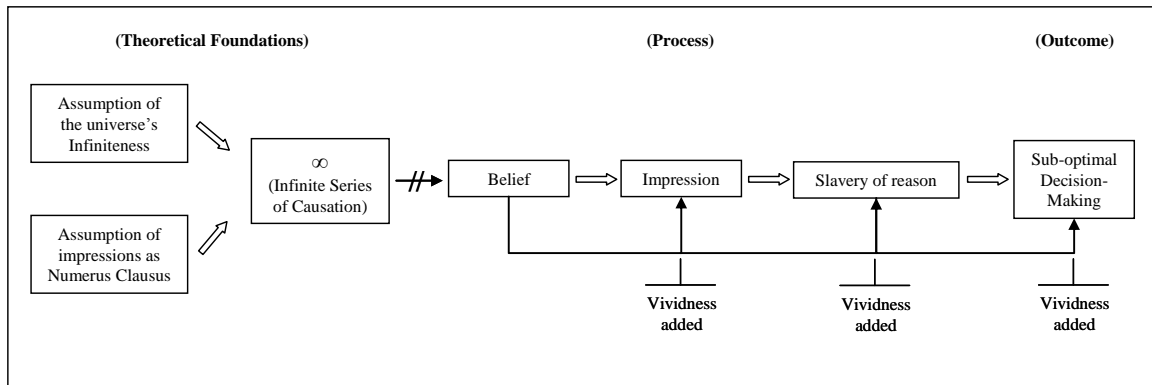 (Theoretical Foundations)
(Process)
(Outcome)
Assumption of
the universe's
Infiniteness
∞
(Infinite Series
of Causation)
Assumption of
impressions as
Numerus Clausus
Belief
Impression
Slavery of reason
Sub-optimal
Decision-
Making
Vividness
added
Vividness
added
Vividness
added